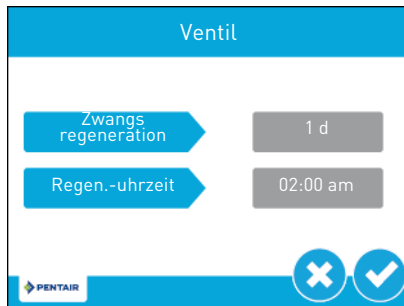 Ventil
Zwangs
regeneration
1 d
Regen.-uhrzeit
02:00 am
PENTAIR